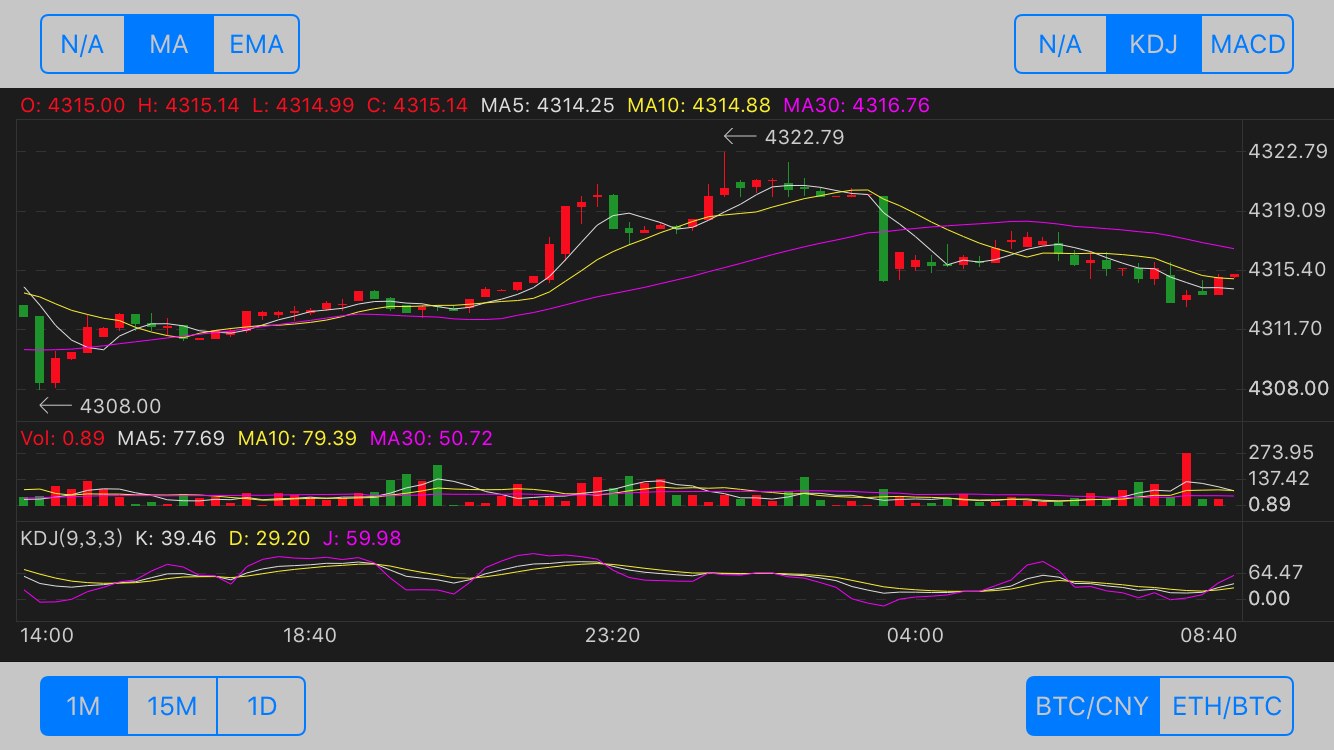 N/A MA EMA N/A KDJ MACD
O: 4315.00 H: 4315.14 L: 4314.99 C: 4315.14 MA5: 4314.25 MA10: 4314.88 MA30: 4316.76
4322.79
4322.79
4319.09
4315.40
4311.70
4308.00
4308.00
Vol: 0.89 MA5: 77.69 MA10: 79.39 MA30: 50.72
273.95
137.42
0.89
KDJ(9,3,3) K: 39.46 D: 29.20 J: 59.98
64.47
0.00
14:00 18:40 23:20 04:00 08:40
1M 15M 1D BTC/CNY ETH/BTC